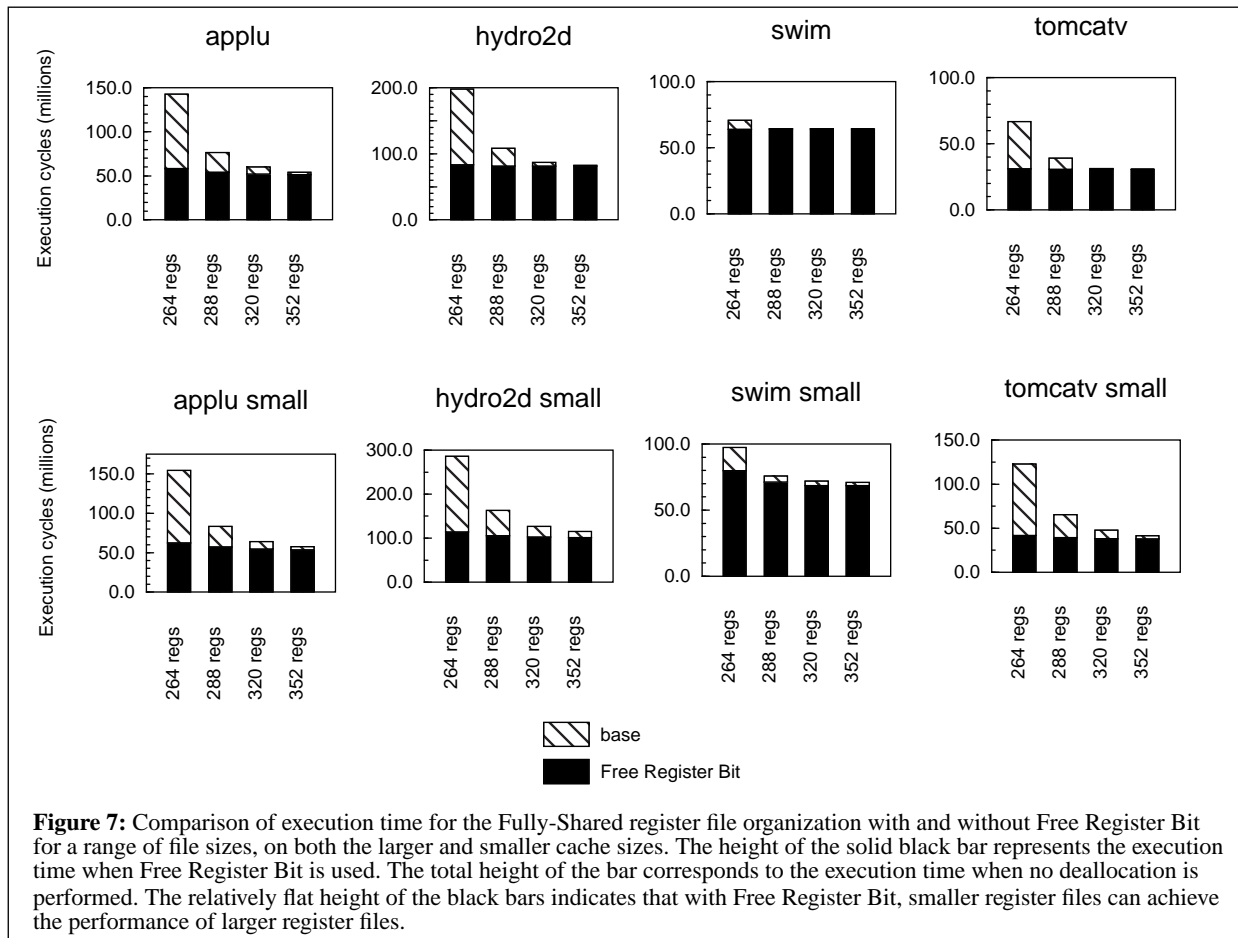 applu
hydro2d
swim
tomcatv
Execution cycles (millions)
150.0
100.0
50.0
0.0
264 regs
288 regs
320 regs
352 regs
200.0
100.0
0.0
264 regs
288 regs
320 regs
352 regs
100.0
50.0
0.0
264 regs
288 regs
320 regs
352 regs
100.0
50.0
0.0
264 regs
288 regs
320 regs
352 regs
applu small
hydro2d small
swim small
tomcatv small
Execution cycles (millions)
150.0
100.0
50.0
0.0
264 regs
288 regs
320 regs
352 regs
300.0
200.0
100.0
0.0
264 regs
288 regs
320 regs
352 regs
100.0
50.0
0.0
264 regs
288 regs
320 regs
352 regs
150.0
100.0
50.0
0.0
264 regs
288 regs
320 regs
352 regs
base
Free Register Bit
Figure 7: Comparison of execution time for the Fully-Shared register file organization with and without Free Register Bit
for a range of file sizes, on both the larger and smaller cache sizes. The height of the solid black bar represents the execution
time when Free Register Bit is used. The total height of the bar corresponds to the execution time when no deallocation is
performed. The relatively flat height of the black bars indicates that with Free Register Bit, smaller register files can achieve
the performance of larger register files.